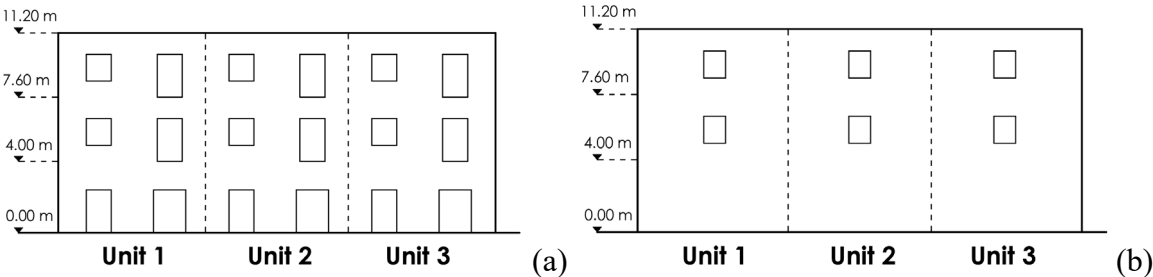 11.20 m
7.60 m
4.00 m
0.00 m
Unit 1 Unit 2 Unit 3 (a)
11.20 m
7.60 m
4.00 m
0.00 m
Unit 1 Unit 2 Unit 3 (b)